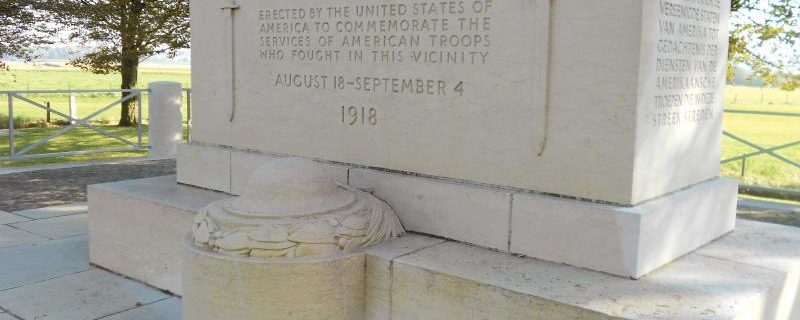 ERECTED BY THE UNITED STATES OF
AMERICA TO COMMEMORATE THE
SERVICES OF AMERICAN TROOPS
WHO FOUGHT IN THIS VICINITY
AUGUST 18-SEPTEMBER 4
1918
VEREENIGDE STATEN
VAN AMERIKA TER
GEDACHTENIS DER
DIENSTEN VAN DE
AMERIKAANSCHE
TROEPEN DIE IN DEZE
STREEK STREDEN